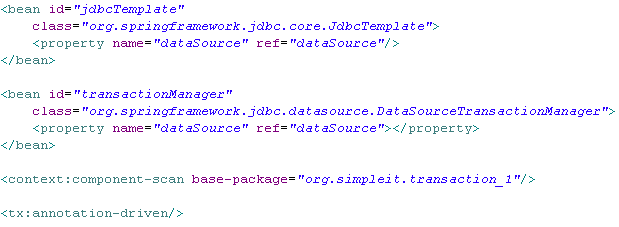 <bean id="jdbcTemplate"
    class="org.springframework.jdbc.core.JdbcTemplate">
    <property name="dataSource" ref="dataSource"/>
</bean>

<bean id="transactionManager"
    class="org.springframework.jdbc.datasource.DataSourceTransactionManager">
    <property name="dataSource" ref="dataSource"></property>
</bean>

<context:component-scan base-package="org.simpleit.transaction_1"/>

<tx:annotation-driven/>